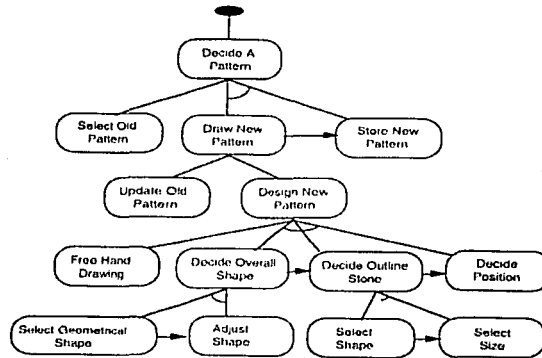 Decide A
Pattern
Select Old
Pattern
Draw New
Pattern
Store New
Pattern
Update Old
Pattern
Design New
Pattern
Free Hand
Drawing
Decide Overall
Shape
Decide Outline
Stone
Decide
Position
Select Geometrical
Shape
Adjust
Shape
Select
Shape
Select
Size